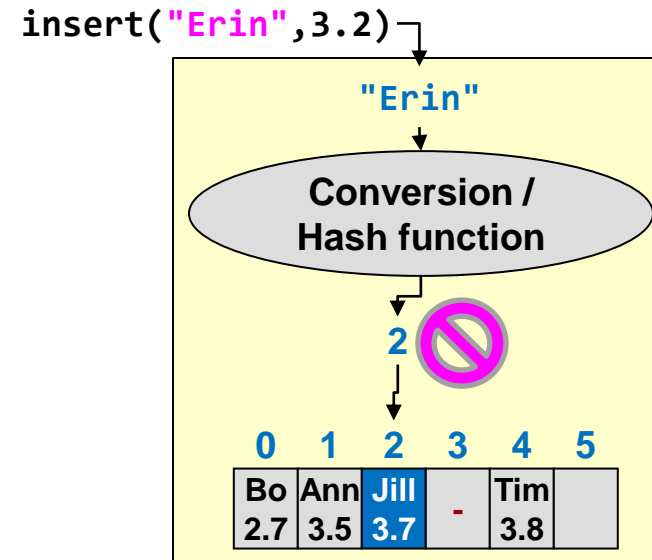 insert("Erin",3.2)
"Erin"
Conversion /
Hash function
2
0 1 2 3 4 5
Bo Ann Jill - Tim
2.7 3.5 3.7 3.8